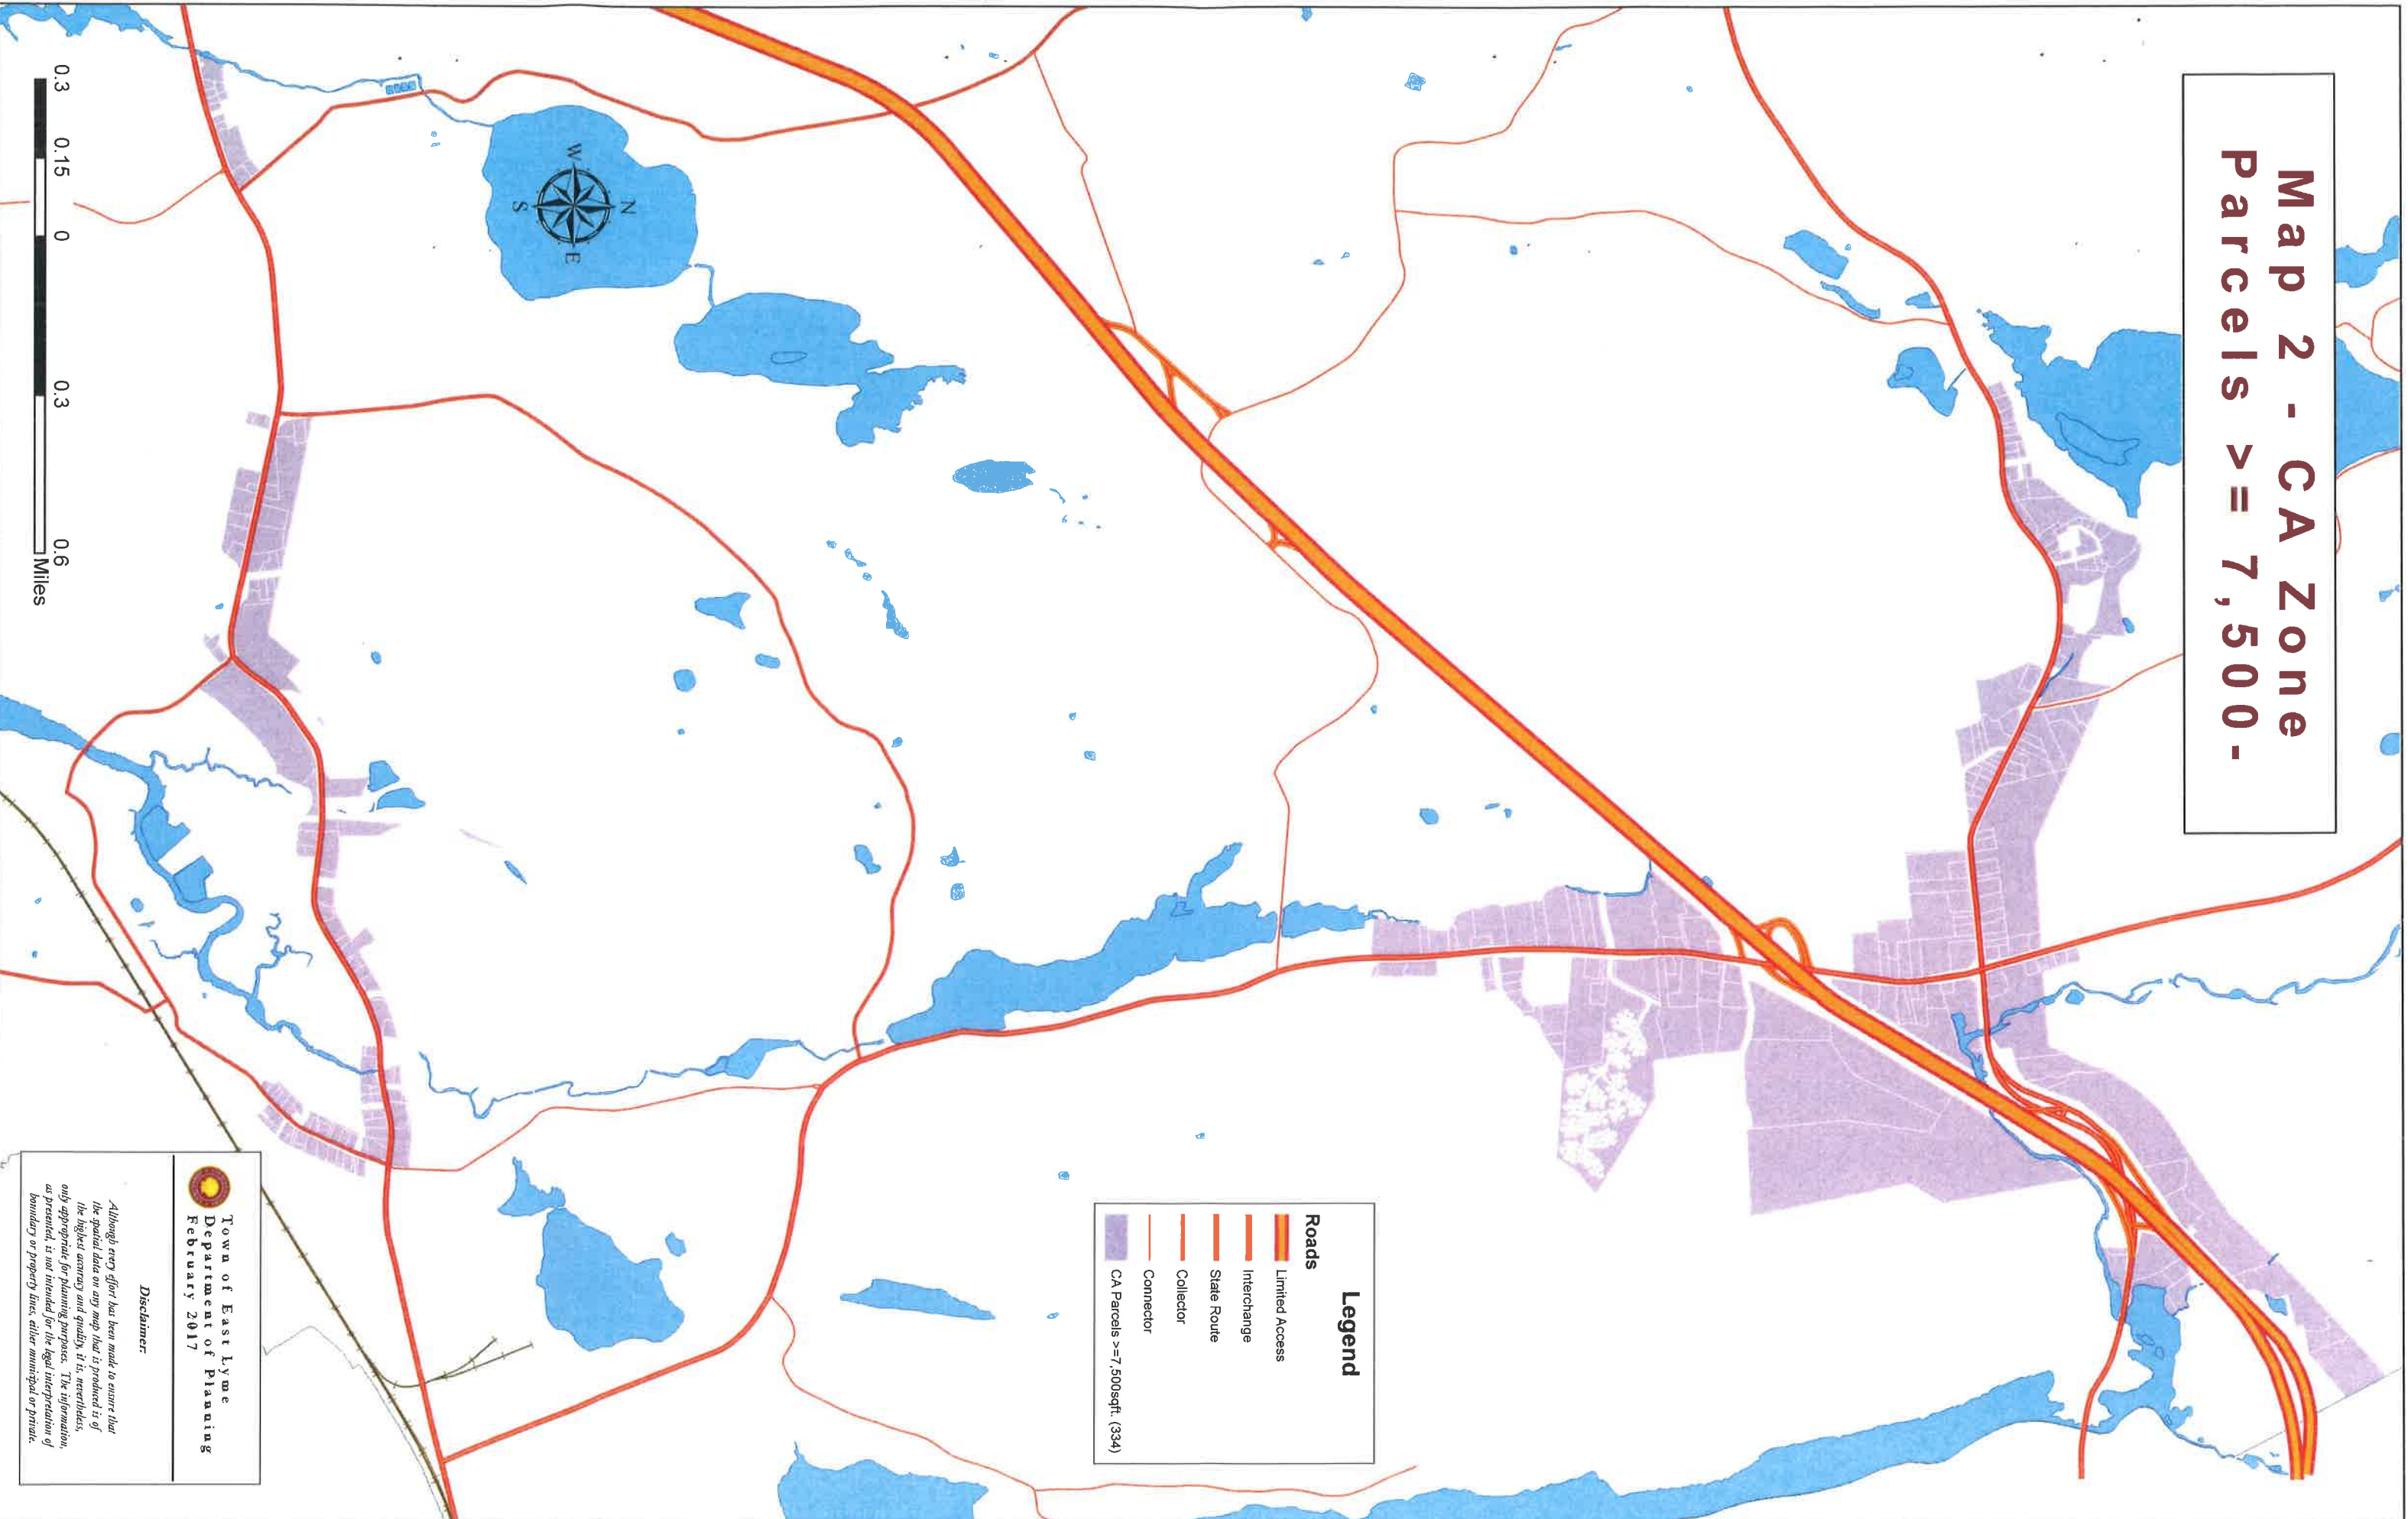 Map 2 - CA Zone
Parcels >= 7,500-
N
W
E
S
Legend
Roads
Limited Access
Interchange
State Route
Collector
Connector
CA Parcels >=7,500sqft. (334)
0.3 0.15 0 0.3 0.6
Miles
Town of East Lyme
Department of Planning
February 2017
Disclaimer:
Although every effort has been made to ensure that
the spatial data on any map that is produced is of
the highest accuracy and quality, it is, nevertheless,
only appropriate for planning purposes. The information,
as presented, is not intended for the legal interpretation of
boundary or property lines, either municipal or private.